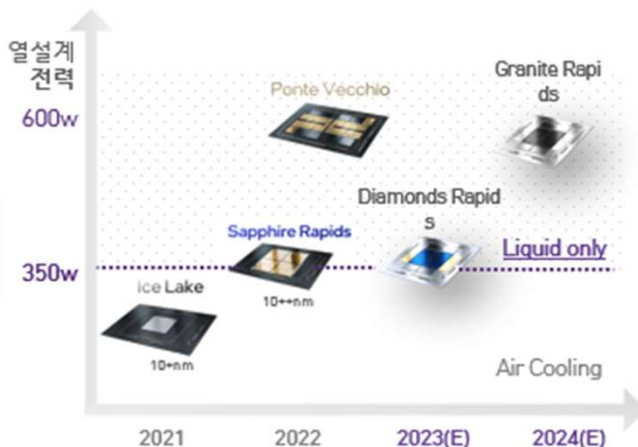 열설계
전력
600w
350w
Ponte Vecchio
Granite Rapi
ds
Diamonds Rapid
s
Sapphire Rapids
10++nm
Liquid only
Ice Lake
10+nm
Air Cooling
2021
2022
2023(E)
2024(E)